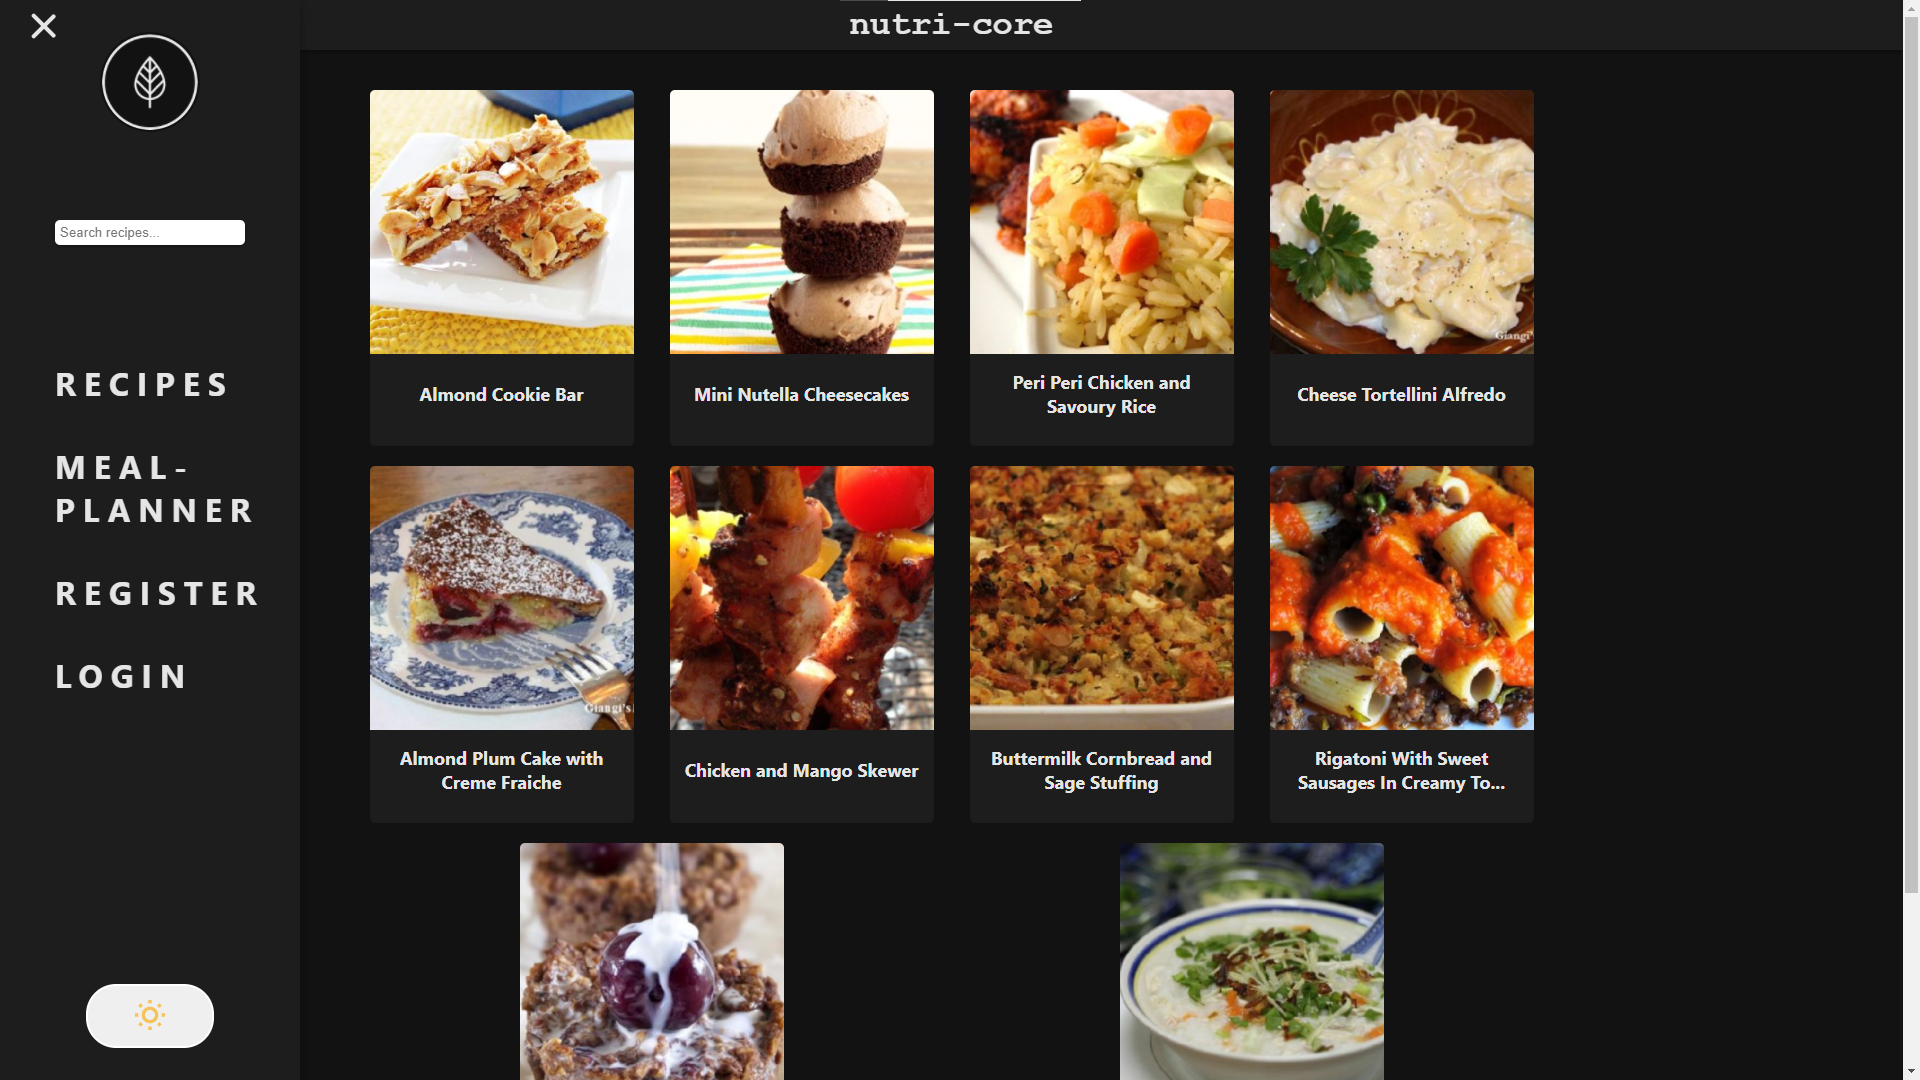 nutri-core
Search recipes...
RECIPES
MEAL-
PLANNER
REGISTER
LOGIN
Almond Cookie Bar
Mini Nutella Cheesecakes
Peri Peri Chicken and
Savoury Rice
Cheese Tortellini Alfredo
Giangi's
Almond Plum Cake with
Creme Fraiche
Giangi's
Chicken and Mango Skewer
Buttermilk Cornbread and
Sage Stuffing
Rigatoni With Sweet
Sausages In Creamy To...